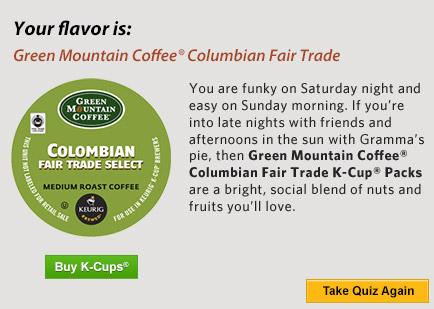 Your flavor is:
Green Mountain Coffee® Columbian Fair Trade
GREEN
MOUNTAIN
COFFEE®
COLOMBIAN
FAIR TRADE SELECT
MEDIUM ROAST COFFEE
KEURIG
BREWED®
THIS UNIT NOT LABELED FOR RETAIL SALE
FOR USE IN KEURIG® K-CUP BREWERS
You are funky on Saturday night and
easy on Sunday morning. If you're
into late nights with friends and
afternoons in the sun with Gramma's
pie, then Green Mountain Coffee®
Columbian Fair Trade K-Cup® Packs
are a bright, social blend of nuts and
fruits you'll love.
Buy K-Cups®
Take Quiz Again